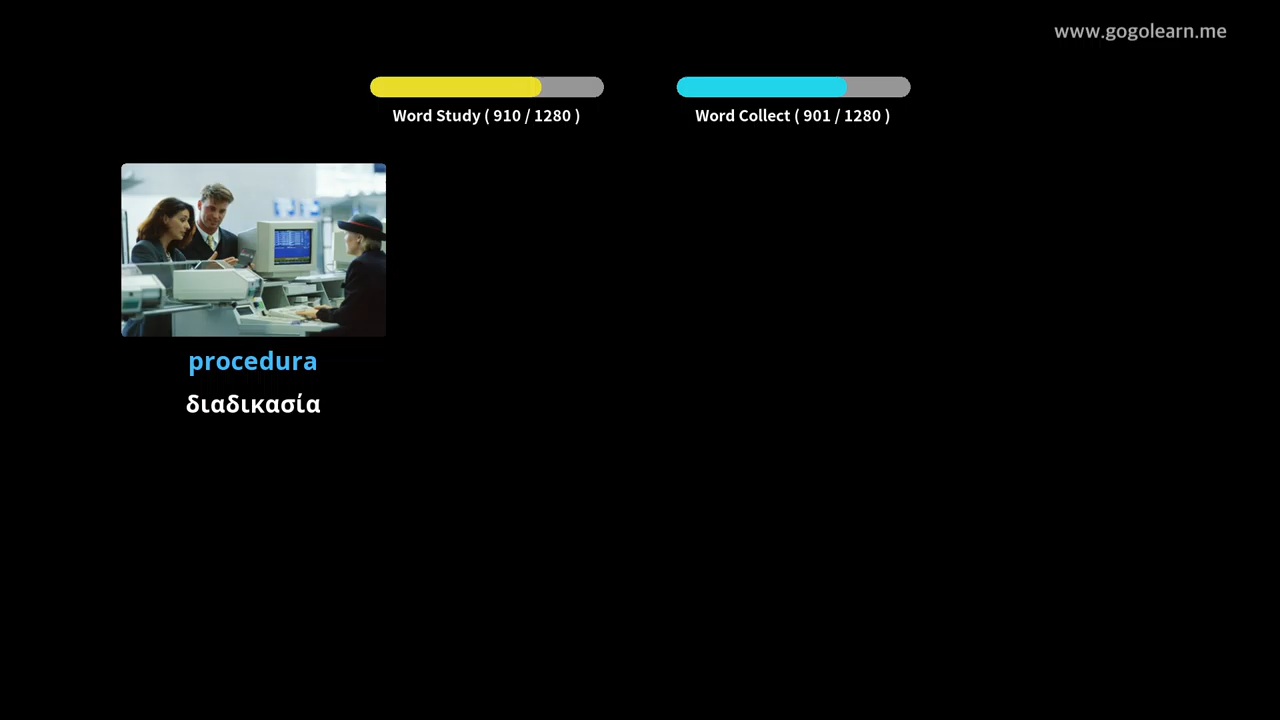 www.gogolearn.me
Word Study ( 910 / 1280 )
Word Collect ( 901 / 1280 )
procedura
διαδικασία